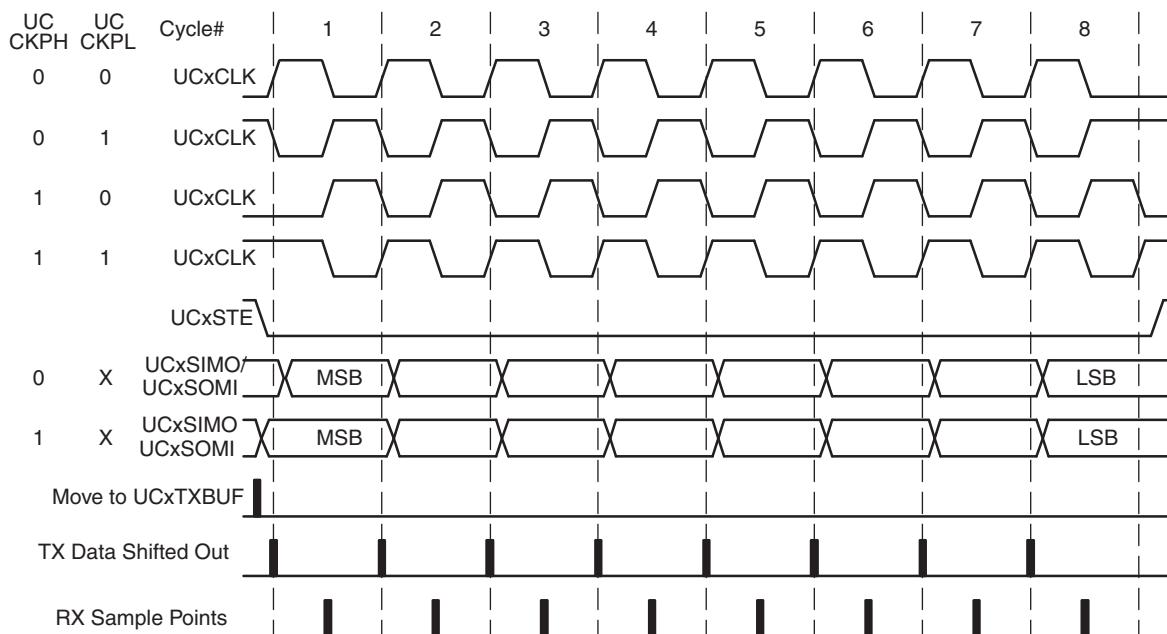 UC CKPH UC CKPL Cycle# 1 2 3 4 5 6 7 8
0 0 UCxCLK
0 1 UCxCLK
1 0 UCxCLK
1 1 UCxCLK
UCxSTE
0 X UCxSIMO/ UCxSOMI MSB LSB
1 X UCxSIMO UCxSOMI MSB LSB
Move to UCxTXBUF
TX Data Shifted Out
RX Sample Points